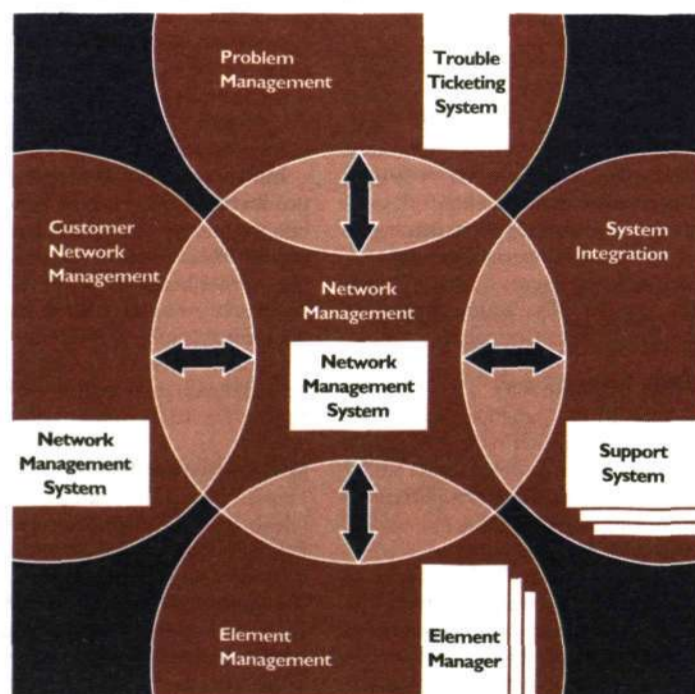 Problem
Management
Trouble
Ticketing
System
Customer
Network
Management
System
Integration
Network
Management
Network
Management
System
Network
Management
System
Support
System
Element
Management
Element
Manager